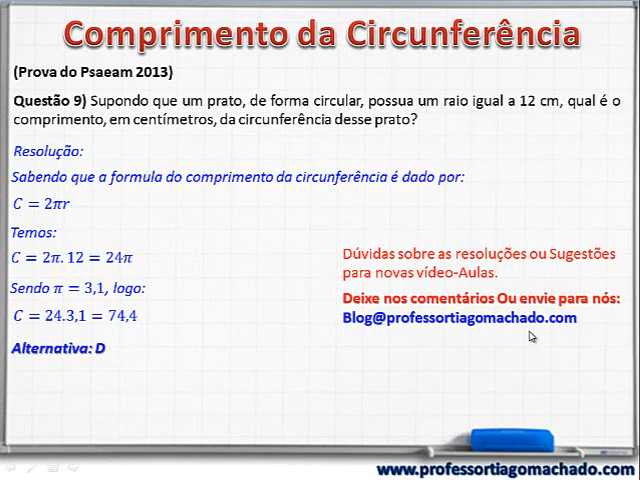 Comprimento da Circunferência
(Prova do Psaeam 2013)
Questão 9) Supondo que um prato, de forma circular, possua um raio igual a 12 cm, qual é o
comprimento, em centímetros, da circunferência desse prato?
Resolução:
Sabendo que a formula do comprimento da circunferência é dado por:
C = 2πr
Temos:
C = 2π. 12 = 24π
Sendo π = 3,1, logo:
C = 24.3,1 = 74,4
Alternativa: D
Dúvidas sobre as resoluções ou Sugestões
para novas vídeo-Aulas.
Deixe nos comentários Ou envie para nós:
Blog@professortiagomachado.com
www.professortiagomachado.com